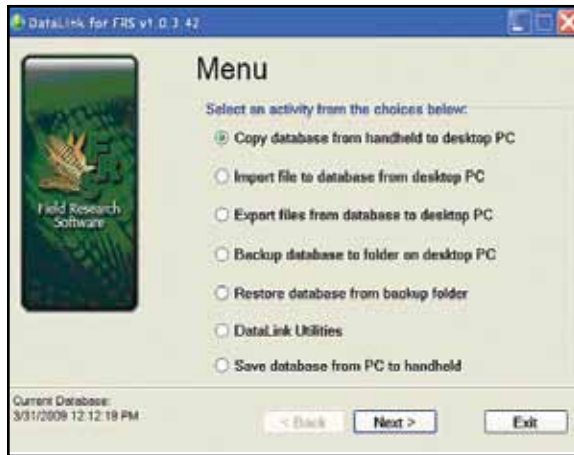 DataLink for FRS v1.0.3.42
Menu
Select an activity from the choices below:
Copy database from handheld to desktop PC
Import file to database from desktop PC
Export files from database to desktop PC
Backup database to folder on desktop PC
Restore database from backup folder
DataLink Utilities
Save database from PC to handheld
FRS
Field Research
Software
Current Database:
3/31/2009 12:12:19 PM
< Back
Next >
Exit